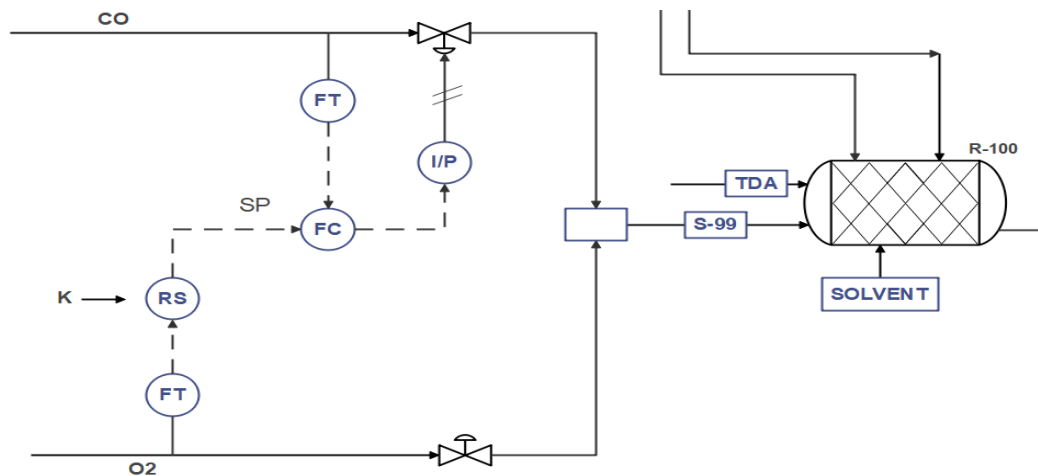 CO
FT
I/P
R-100
TDA
SP
S-99
FC
K
RS
SOLVENT
FT
O2